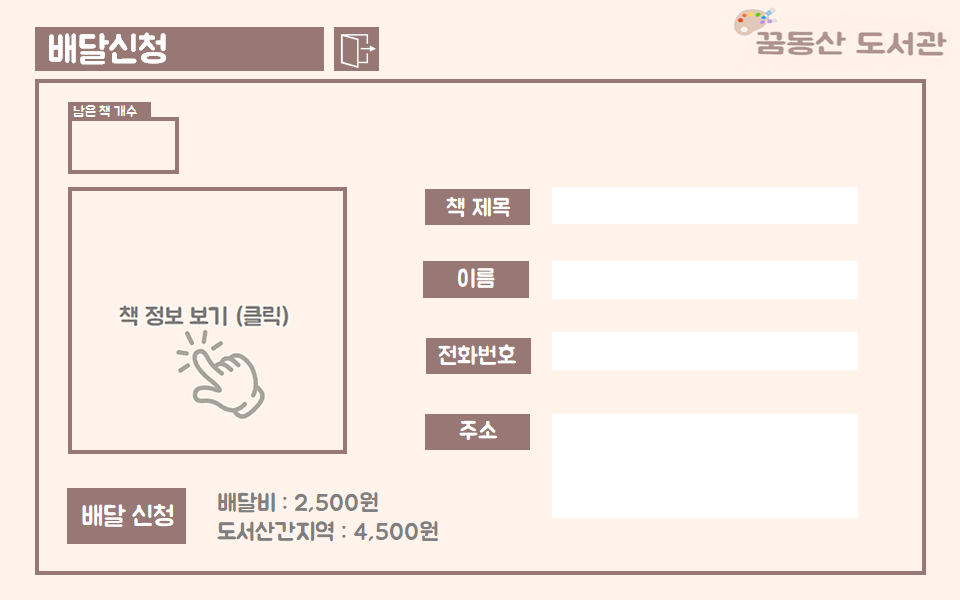 배달신청
꿈동산 도서관
남은 책 개수
책 제목
이름
책 정보 보기 (클릭)
전화번호
주소
배달 신청
배달비 : 2,500원
도서산간지역 : 4,500원